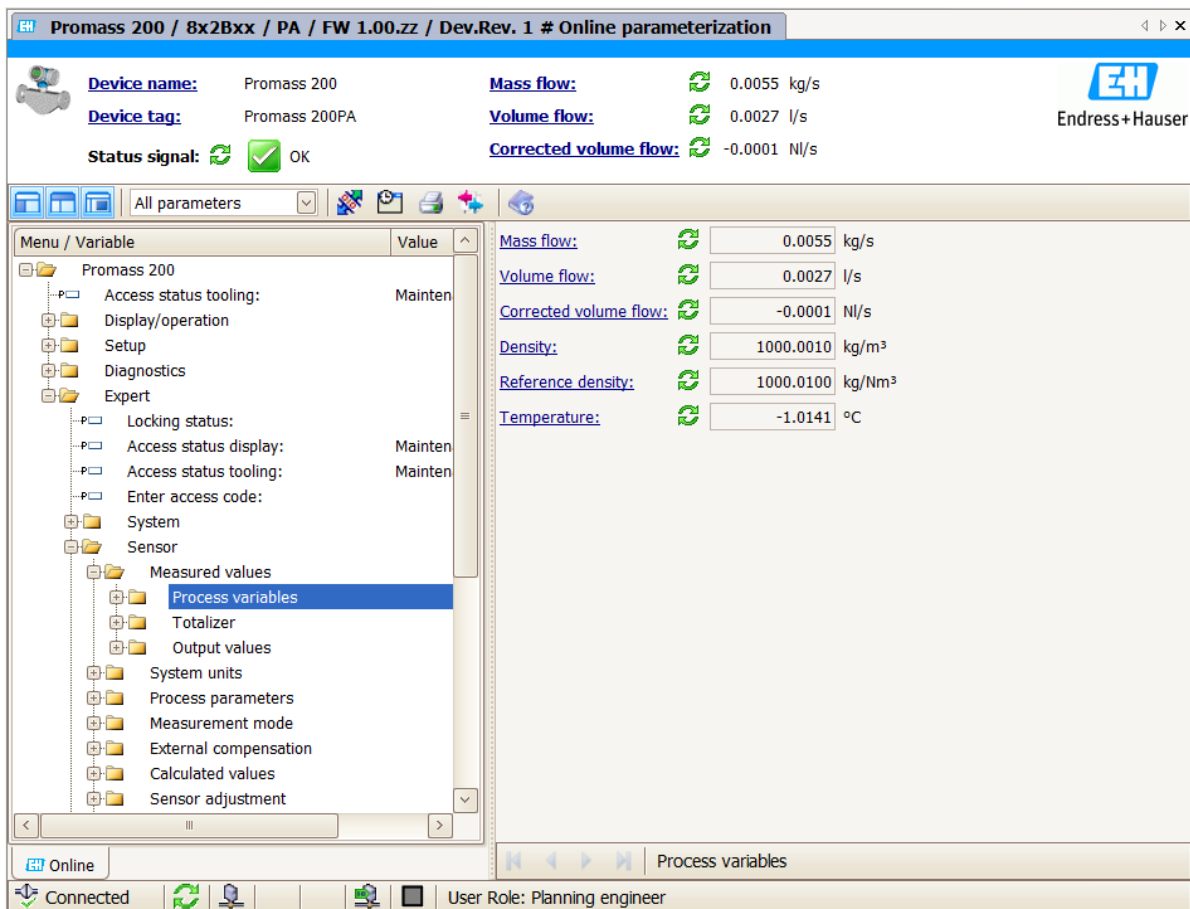 EH Promass 200 / 8x2Bxx / PA / FW 1.00.zz / Dev.Rev. 1 # Online parameterization
Device name: Promass 200 Mass flow: 0.0055 kg/s
Device tag: Promass 200PA Volume flow: 0.0027 l/s
Status signal: OK Corrected volume flow: -0.0001 Nl/s
EH
Endress+Hauser
All parameters
Menu / Variable Value
Promass 200
Access status tooling: Mainten
Display/operation
Setup
Diagnostics
Expert
Locking status:
Access status display: Mainten
Access status tooling: Mainten
Enter access code:
System
Sensor
Measured values
Process variables
Totalizer
Output values
System units
Process parameters
Measurement mode
External compensation
Calculated values
Sensor adjustment
EH Online
Mass flow: 0.0055 kg/s
Volume flow: 0.0027 l/s
Corrected volume flow: -0.0001 Nl/s
Density: 1000.0010 kg/m³
Reference density: 1000.0100 kg/Nm³
Temperature: -1.0141 °C
Process variables
Connected User Role: Planning engineer